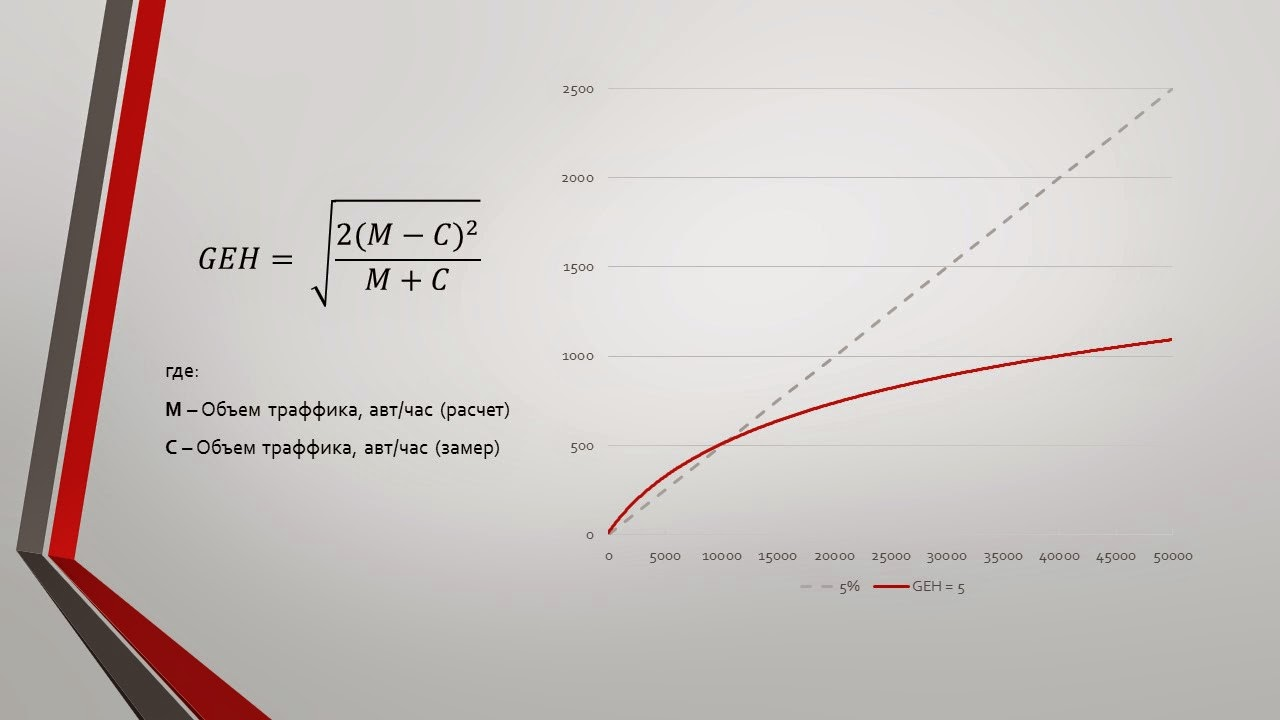 GEH = √(2(M − C)² / (M + C))
где:
М – Объем траффика, авт/час (расчет)
С – Объем траффика, авт/час (замер)
2500
2000
1500
1000
500
0
0 5000 10000 15000 20000 25000 30000 35000 40000 45000 50000
5% GEH = 5